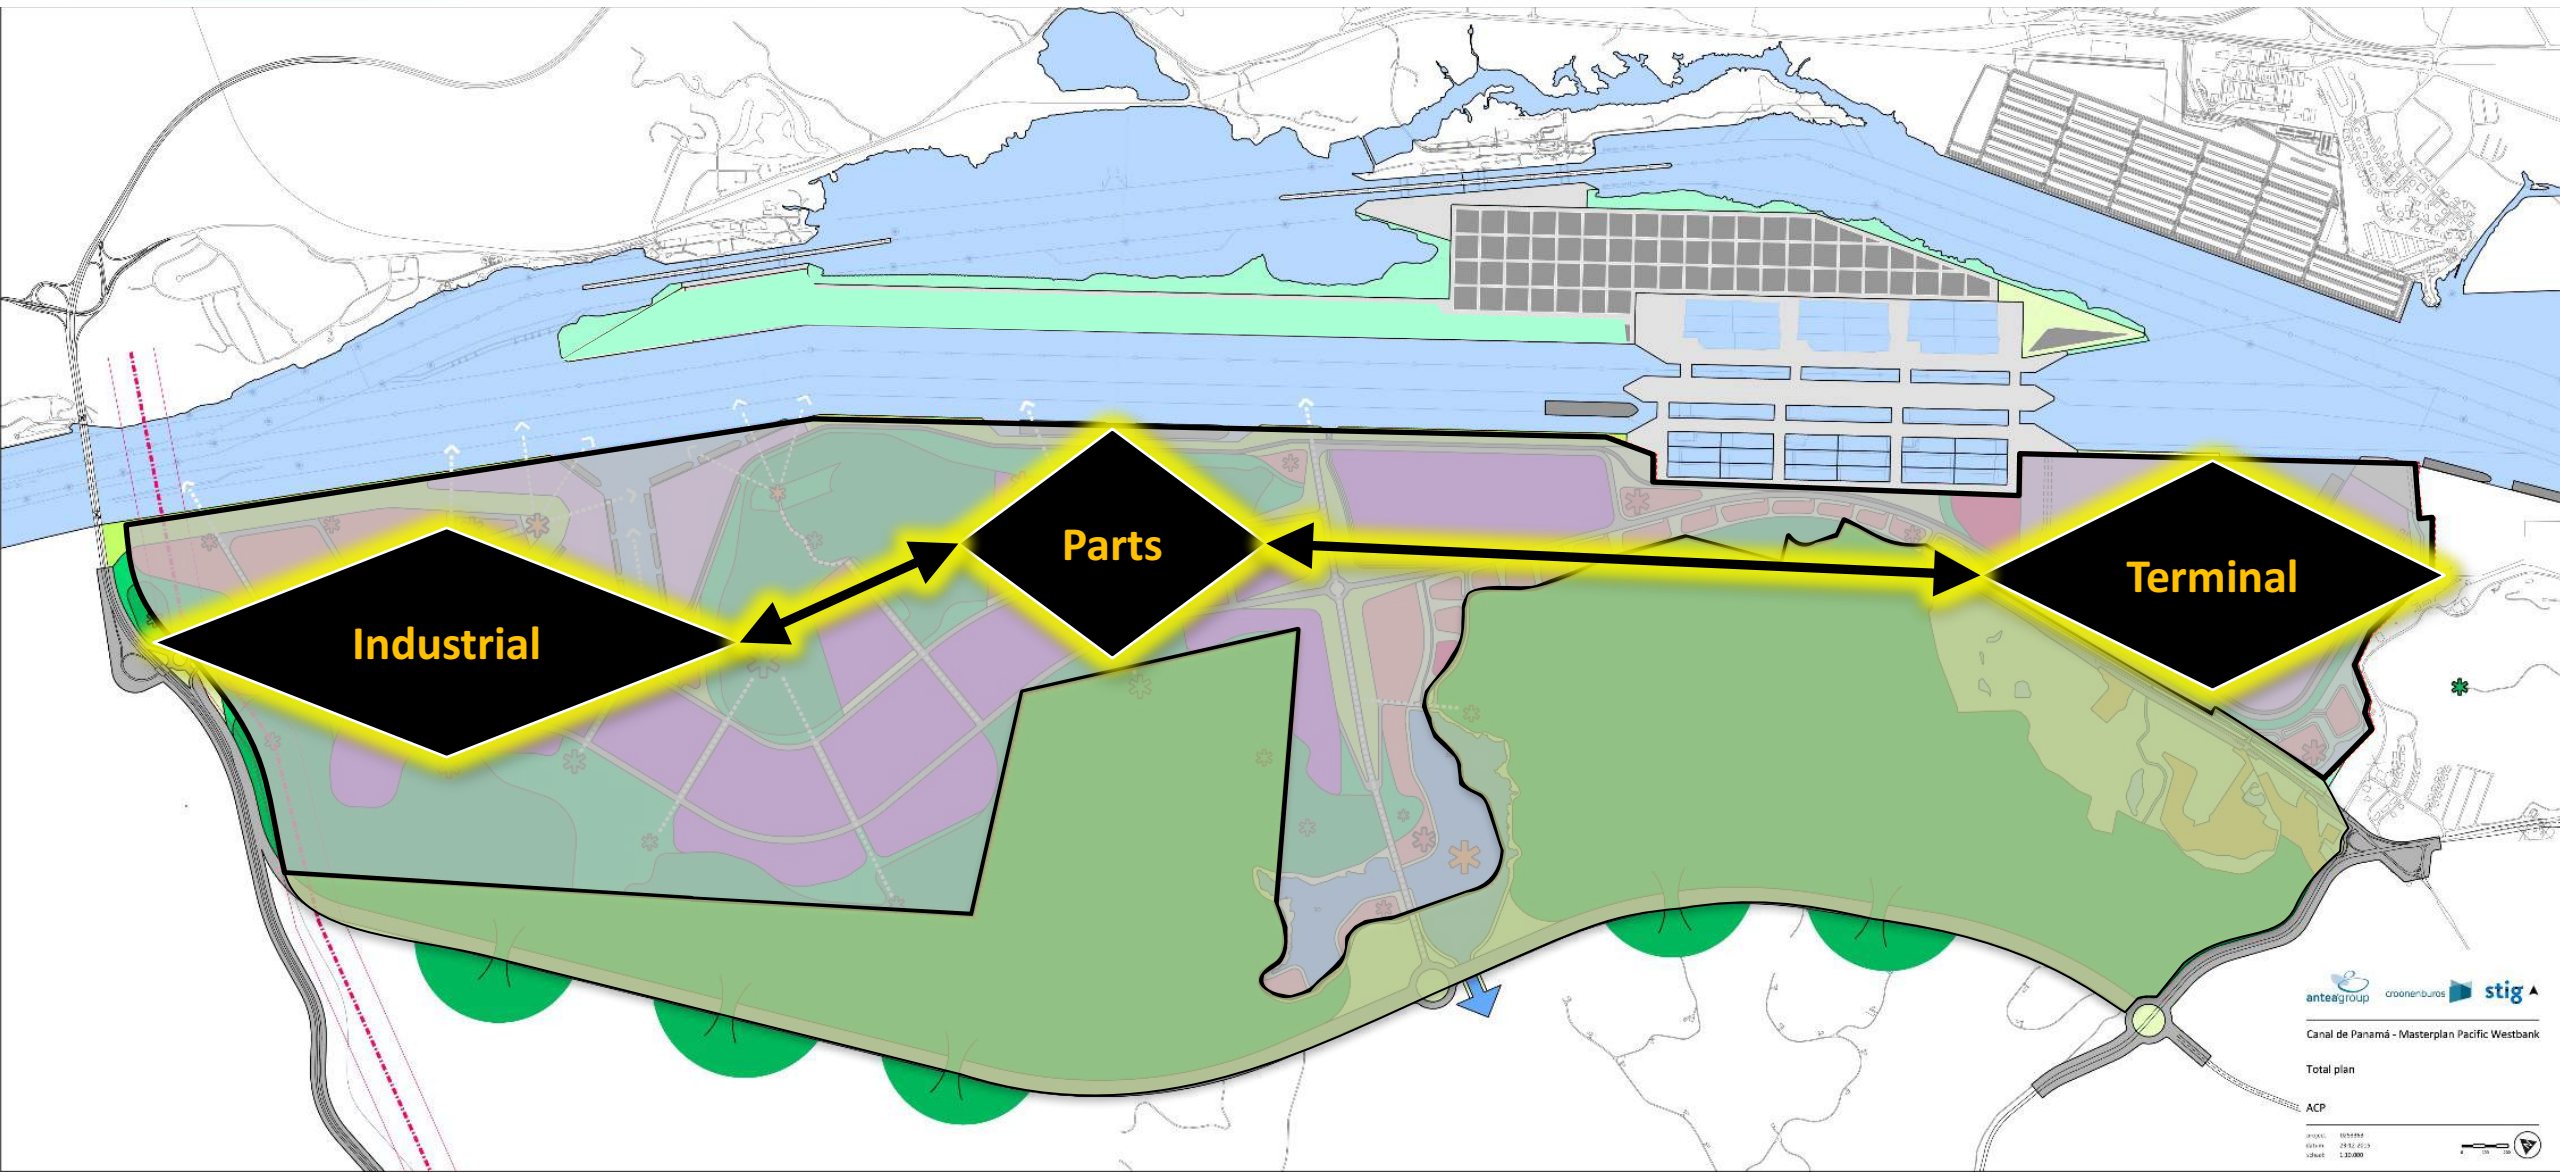 Parts
Terminal
Industrial
anteagroup croonenburos stig
Canal de Panamá - Masterplan Pacific Westbank
Total plan
ACP